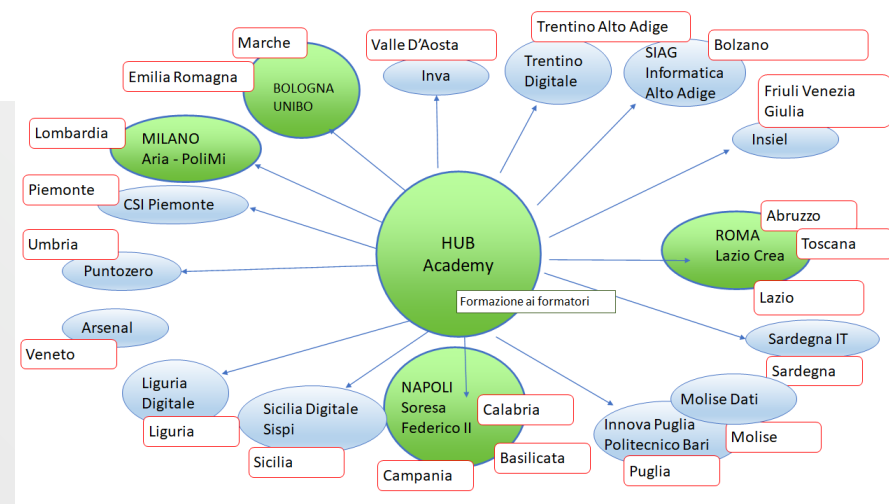 Marche
Emilia Romagna
BOLOGNA
UNIBO
Valle D'Aosta
Inva
Trentino Alto Adige
Trentino
Digitale
Bolzano
SIAG
Informatica
Alto Adige
Friuli Venezia
Giulia
Insiel
Lombardia
MILANO
Aria - PoliMi
Piemonte
CSI Piemonte
Umbria
Puntozero
Arsenal
Veneto
HUB
Academy
Formazione ai formatori
Abruzzo
ROMA
Lazio Crea
Toscana
Lazio
Sardegna IT
Sardegna
Liguria
Digitale
Liguria
Sicilia Digitale
Sispi
Sicilia
NAPOLI
Soresa
Federico II
Calabria
Basilicata
Campania
Molise Dati
Molise
Innova Puglia
Politecnico Bari
Puglia